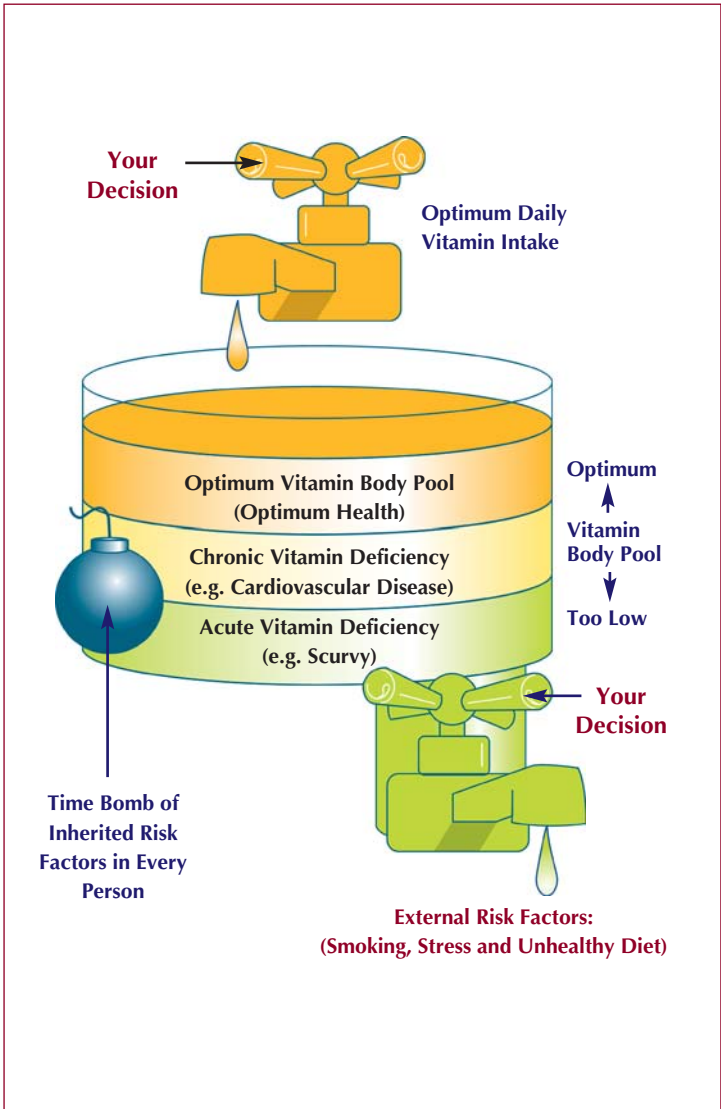 Your
Decision
Optimum Daily
Vitamin Intake
Optimum Vitamin Body Pool
(Optimum Health)
Chronic Vitamin Deficiency
(e.g. Cardiovascular Disease)
Acute Vitamin Deficiency
(e.g. Scurvy)
Optimum
Vitamin
Body Pool
Too Low
Your
Decision
Time Bomb of
Inherited Risk
Factors in Every
Person
External Risk Factors:
(Smoking, Stress and Unhealthy Diet)